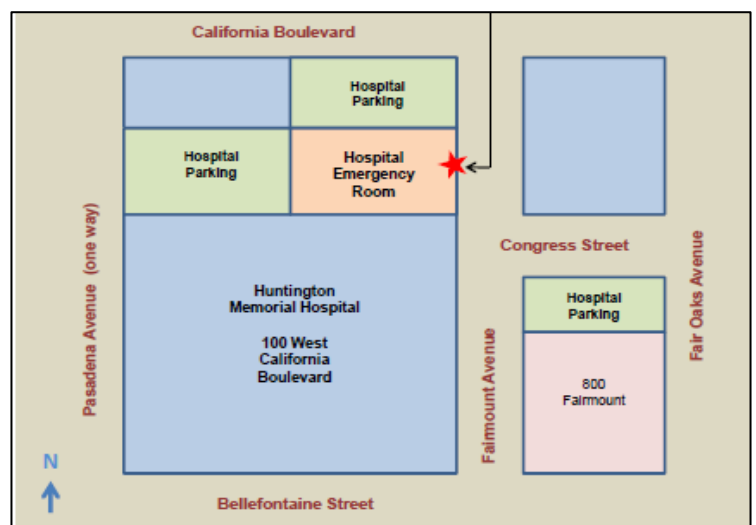 California Boulevard
Hospital
Parking
Hospital
Parking
Hospital
Emergency
Room
Congress Street
Pasadena Avenue (one way)
Huntington
Memorial Hospital
100 West
California
Boulevard
Fairmount Avenue
Hospital
Parking
800
Fairmount
Fair Oaks Avenue
N
Bellefontaine Street